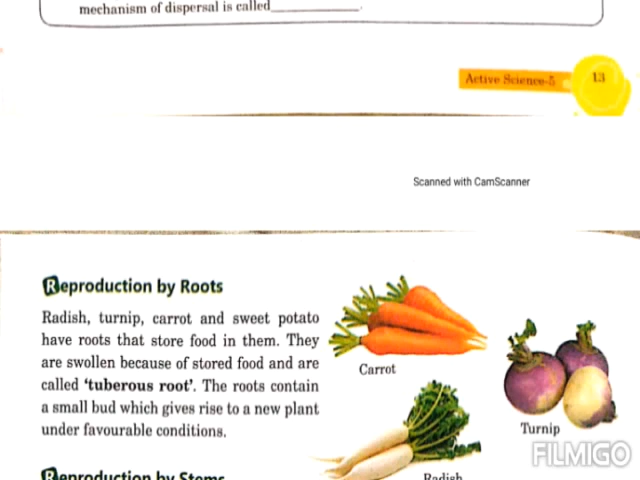 mechanism of dispersal is called__________.
Active Science-5
13
Scanned with CamScanner
Reproduction by Roots
Radish, turnip, carrot and sweet potato
have roots that store food in them. They
are swollen because of stored food and are
called ‘tuberous root’. The roots contain
a small bud which gives rise to a new plant
under favourable conditions.
Carrot
Turnip
FILMIGO
Reproduction by Stems
Radish